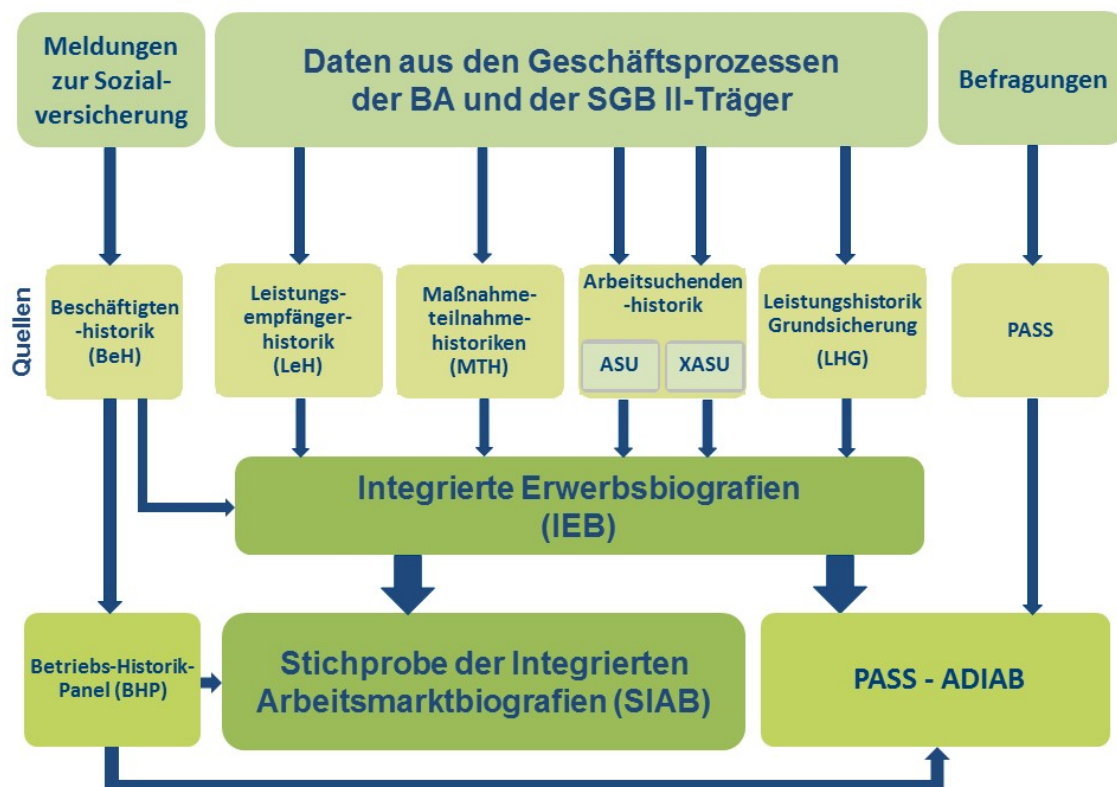 Meldungen
zur Sozial-
versicherung
Daten aus den Geschäftsprozessen
der BA und der SGB II-Träger
Befragungen
Quellen
Beschäftigten
-historik
(BeH)
Leistungs-
empfänger-
historik
(LeH)
Maßnahme-
teilnahme-
historiken
(MTH)
Arbeitsuchenden
-historik
ASU
XASU
Leistungshistorik
Grundsicherung
(LHG)
PASS
Integrierte Erwerbsbiografien
(IEB)
Betriebs-Historik-
Panel (BHP)
Stichprobe der Integrierten
Arbeitsmarktbiografien (SIAB)
PASS - ADIAB